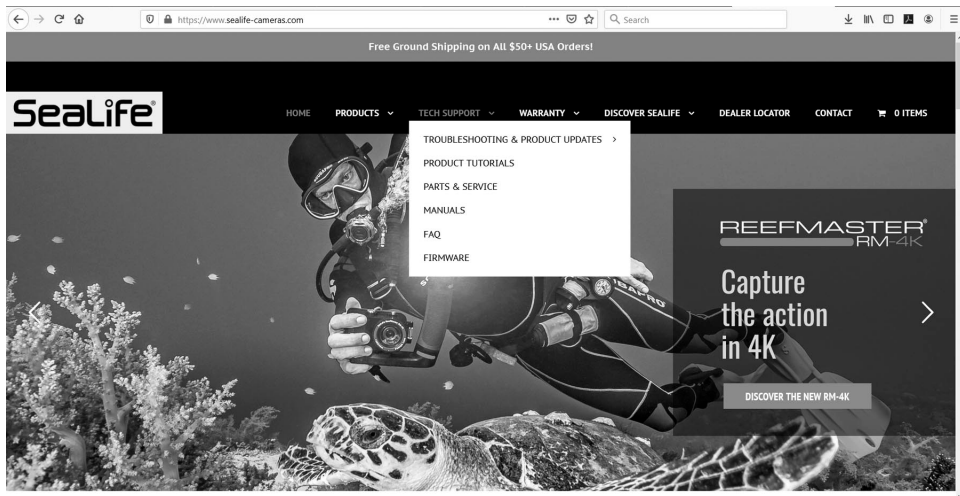 https://www.sealife-cameras.com
Search
Free Ground Shipping on All $50+ USA Orders!
SeaLife®
HOME PRODUCTS TECH SUPPORT WARRANTY DISCOVER SEALIFE DEALER LOCATOR CONTACT 0 ITEMS
TROUBLESHOOTING & PRODUCT UPDATES
PRODUCT TUTORIALS
PARTS & SERVICE
MANUALS
FAQ
FIRMWARE
REEFMASTER®
RM-4K
Capture
the action
in 4K
DISCOVER THE NEW RM-4K